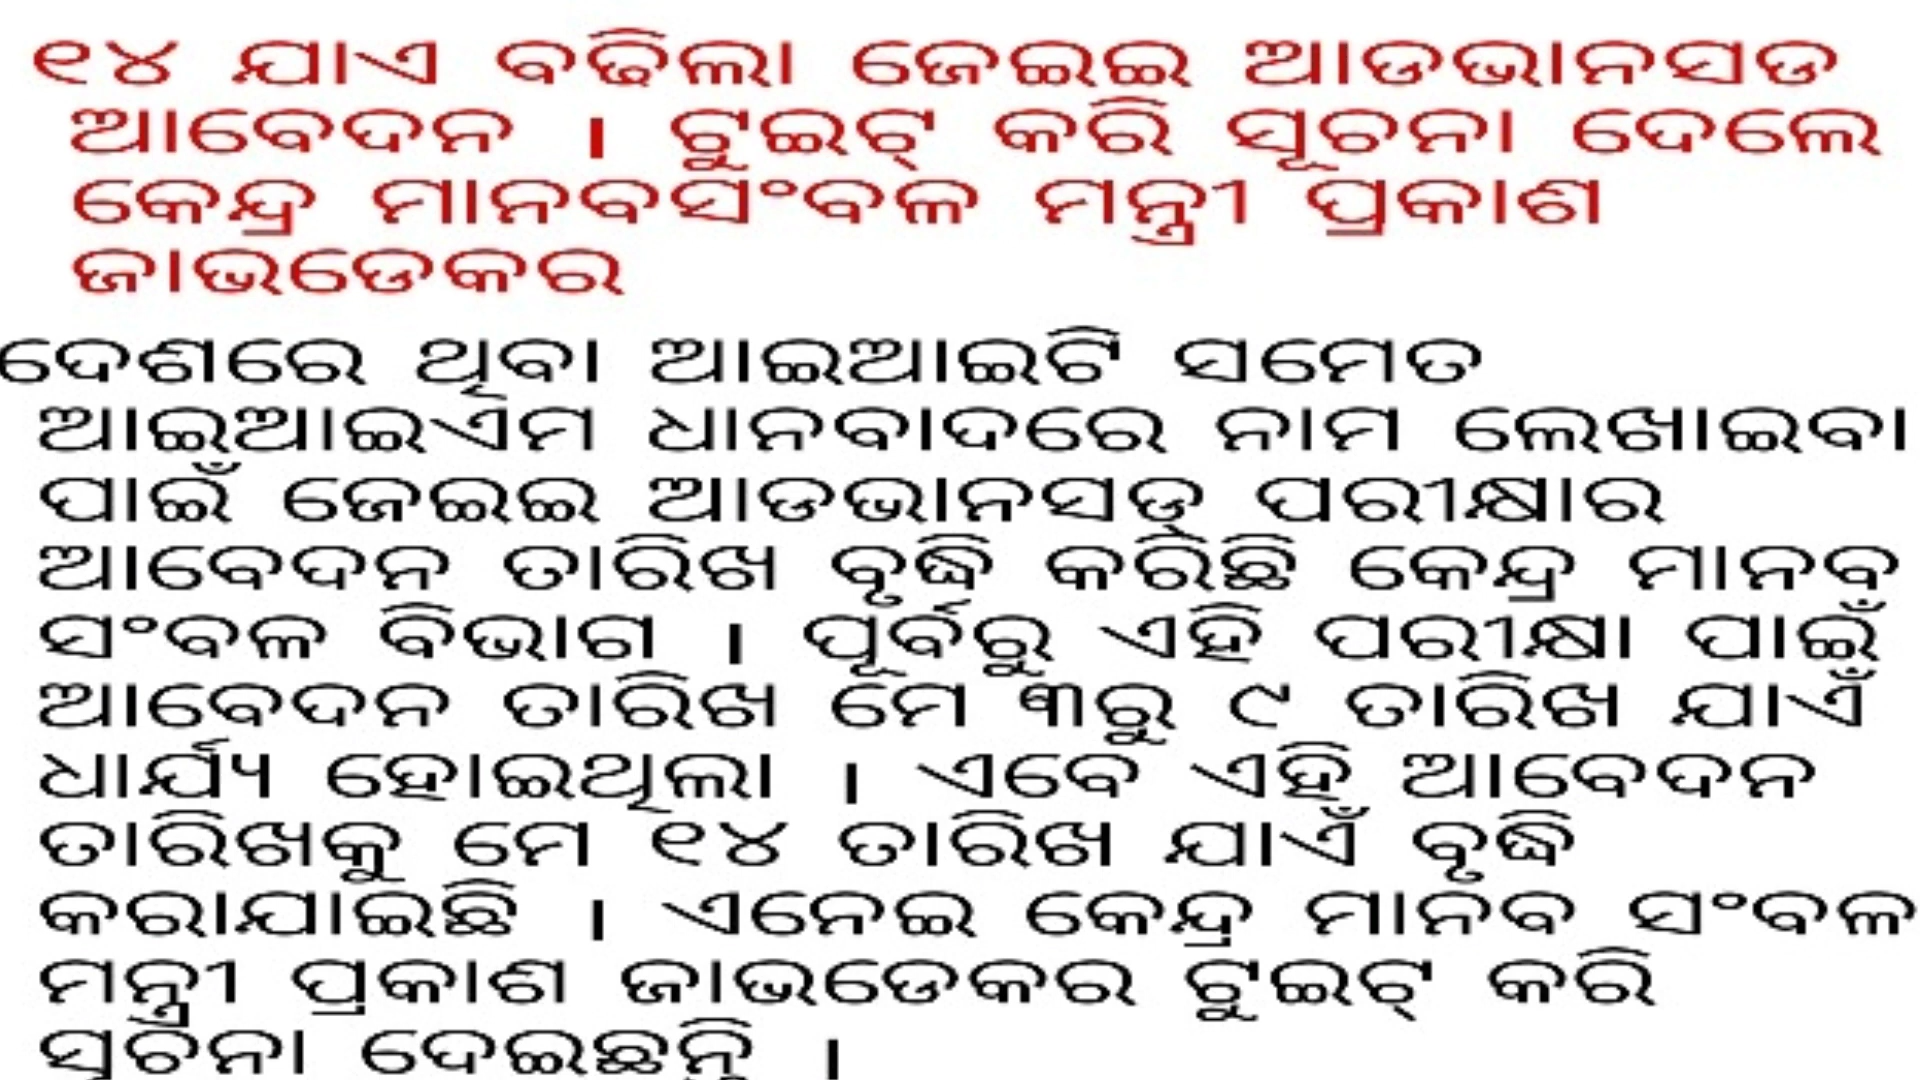 ୧୪ ଯାଏ ବଢିଲା ଜେଇଇ ଆଡଭାନସଡ
ଆବେଦନ । ଟୁଇଟ୍ କରି ସୂଚନା ଦେଲେ
କେନ୍ଦ୍ର ମାନବସଂବଳ ମନ୍ତ୍ରୀ ପ୍ରକାଶ
ଜାଭଡେକର
ଦେଶରେ ଥିବା ଆଇଆଇଟି ସମେତ
ଆଇଆଇଏମ ଧାନବାଦରେ ନାମ ଲେଖାଇବା
ପାଇଁ ଜେଇଇ ଆଡଭାନସଡ୍ ପରୀକ୍ଷାର
ଆବେଦନ ତାରିଖ ବୃଦ୍ଧି କରିଛି କେନ୍ଦ୍ର ମାନବ
ସଂବଳ ବିଭାଗ । ପୂର୍ବରୁ ଏହି ପରୀକ୍ଷା ପାଇଁ
ଆବେଦନ ତାରିଖ ମେ ୩ରୁ ୯ ତାରିଖ ଯାଏଁ
ଧାର୍ଯ୍ୟ ହୋଇଥିଲା । ଏବେ ଏହି ଆବେଦନ
ତାରିଖକୁ ମେ ୧୪ ତାରିଖ ଯାଏଁ ବୃଦ୍ଧି
କରାଯାଇଛି । ଏନେଇ କେନ୍ଦ୍ର ମାନବ ସଂବଳ
ମନ୍ତ୍ରୀ ପ୍ରକାଶ ଜାଭଡେକର ଟୁଇଟ୍ କରି
ସୂଚନା ଦେଇଛନ୍ତି ।